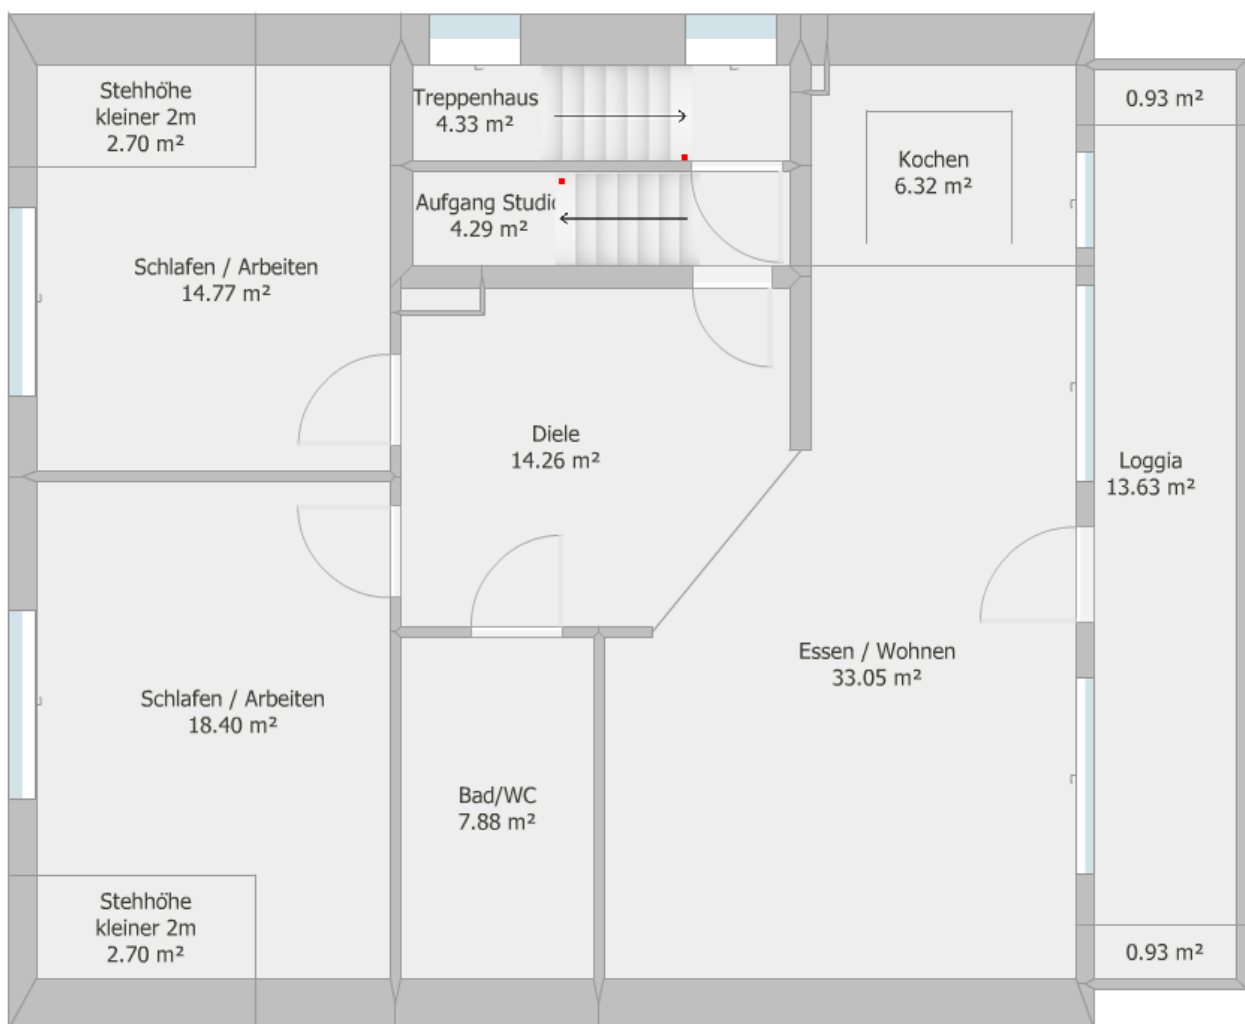 Stehhöhe
kleiner 2m
2.70 m²
Treppenhaus
4.33 m²
0.93 m²
Kochen
6.32 m²
Aufgang Studio
4.29 m²
Schlafen / Arbeiten
14.77 m²
Diele
14.26 m²
Loggia
13.63 m²
Essen / Wohnen
33.05 m²
Schlafen / Arbeiten
18.40 m²
Bad/WC
7.88 m²
Stehhöhe
kleiner 2m
2.70 m²
0.93 m²